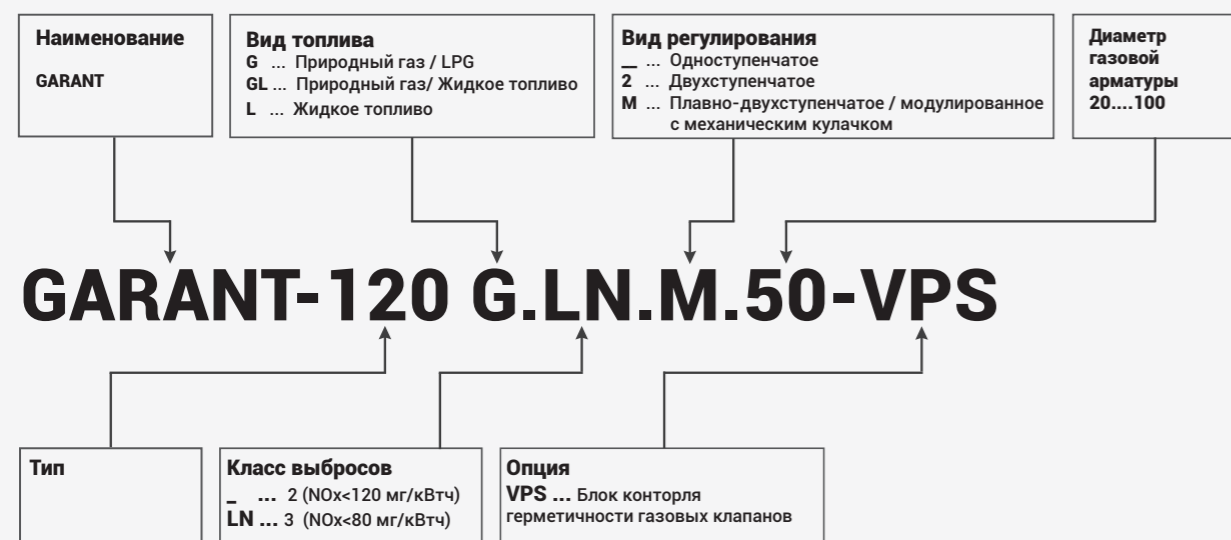 Наименование
GARANT
Вид топлива
G ... Природный газ / LPG
GL ... Природный газ/ Жидкое топливо
L ... Жидкое топливо
Вид регулирования
_ ... Одноступенчатое
2 ... Двухступенчатое
M ... Плавно-двухступенчатое / модулированное
с механическим кулачком
Диаметр
газовой
арматуры
20....100
GARANT-120 G.LN.M.50-VPS
Тип
Класс выбросов
_ ... 2 (NOx<120 мг/кВтч)
LN ... 3 (NOx<80 мг/кВтч)
Опция
VPS ... Блок конторля
герметичности газовых клапанов